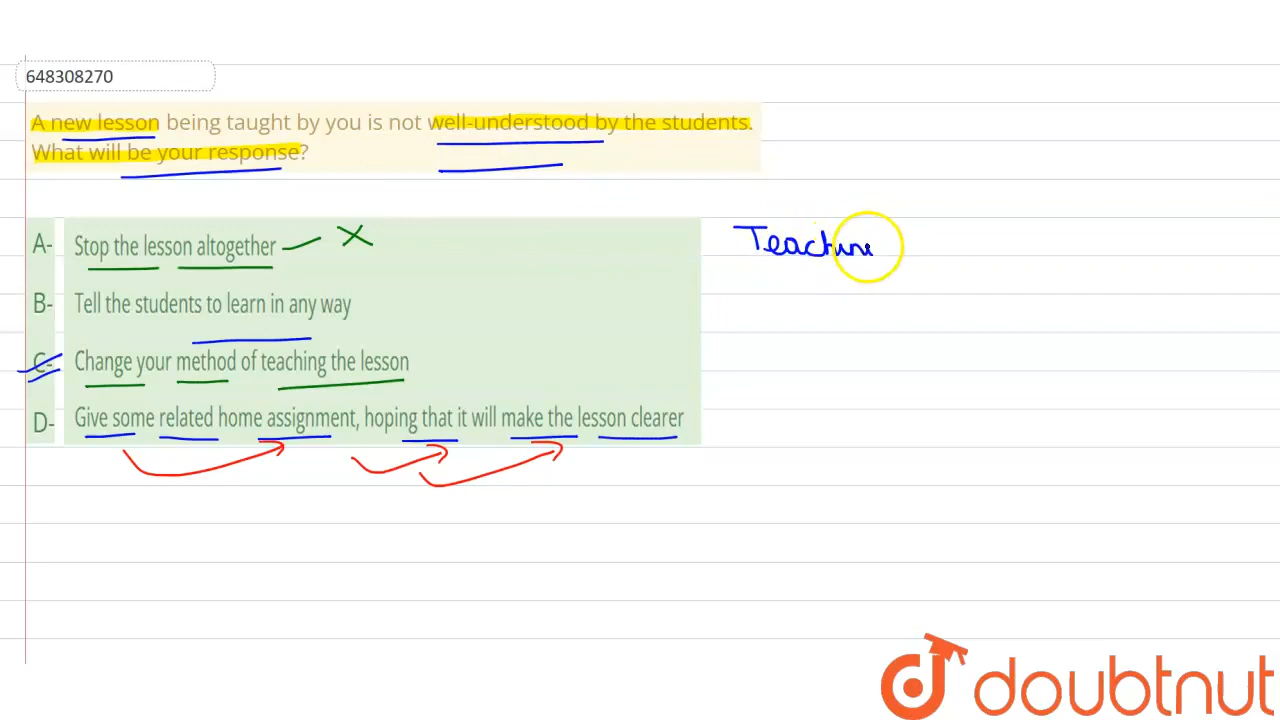 648308270
A new lesson being taught by you is not well-understood by the students.
What will be your response?
A- Stop the lesson altogether
B- Tell the students to learn in any way
C- Change your method of teaching the lesson
D- Give some related home assignment, hoping that it will make the lesson clearer
doubtnut